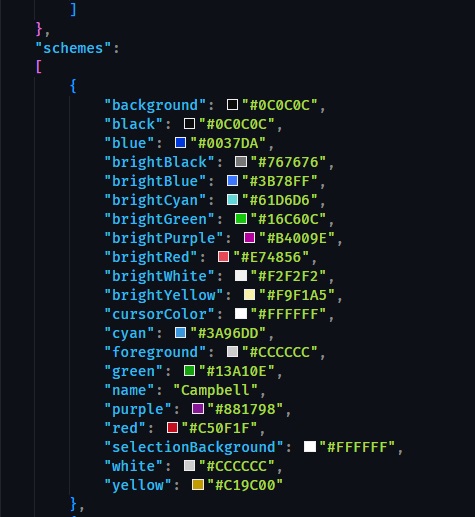 ]
},
"schemes":
[
{
"background": "#0C0C0C",
"black": "#0C0C0C",
"blue": "#0037DA",
"brightBlack": "#767676",
"brightBlue": "#3B78FF",
"brightCyan": "#61D6D6",
"brightGreen": "#16C60C",
"brightPurple": "#B4009E",
"brightRed": "#E74856",
"brightWhite": "#F2F2F2",
"brightYellow": "#F9F1A5",
"cursorColor": "#FFFFFF",
"cyan": "#3A96DD",
"foreground": "#CCCCCC",
"green": "#13A10E",
"name": "Campbell",
"purple": "#881798",
"red": "#C50F1F",
"selectionBackground": "#FFFFFF",
"white": "#CCCCCC",
"yellow": "#C19C00"
},